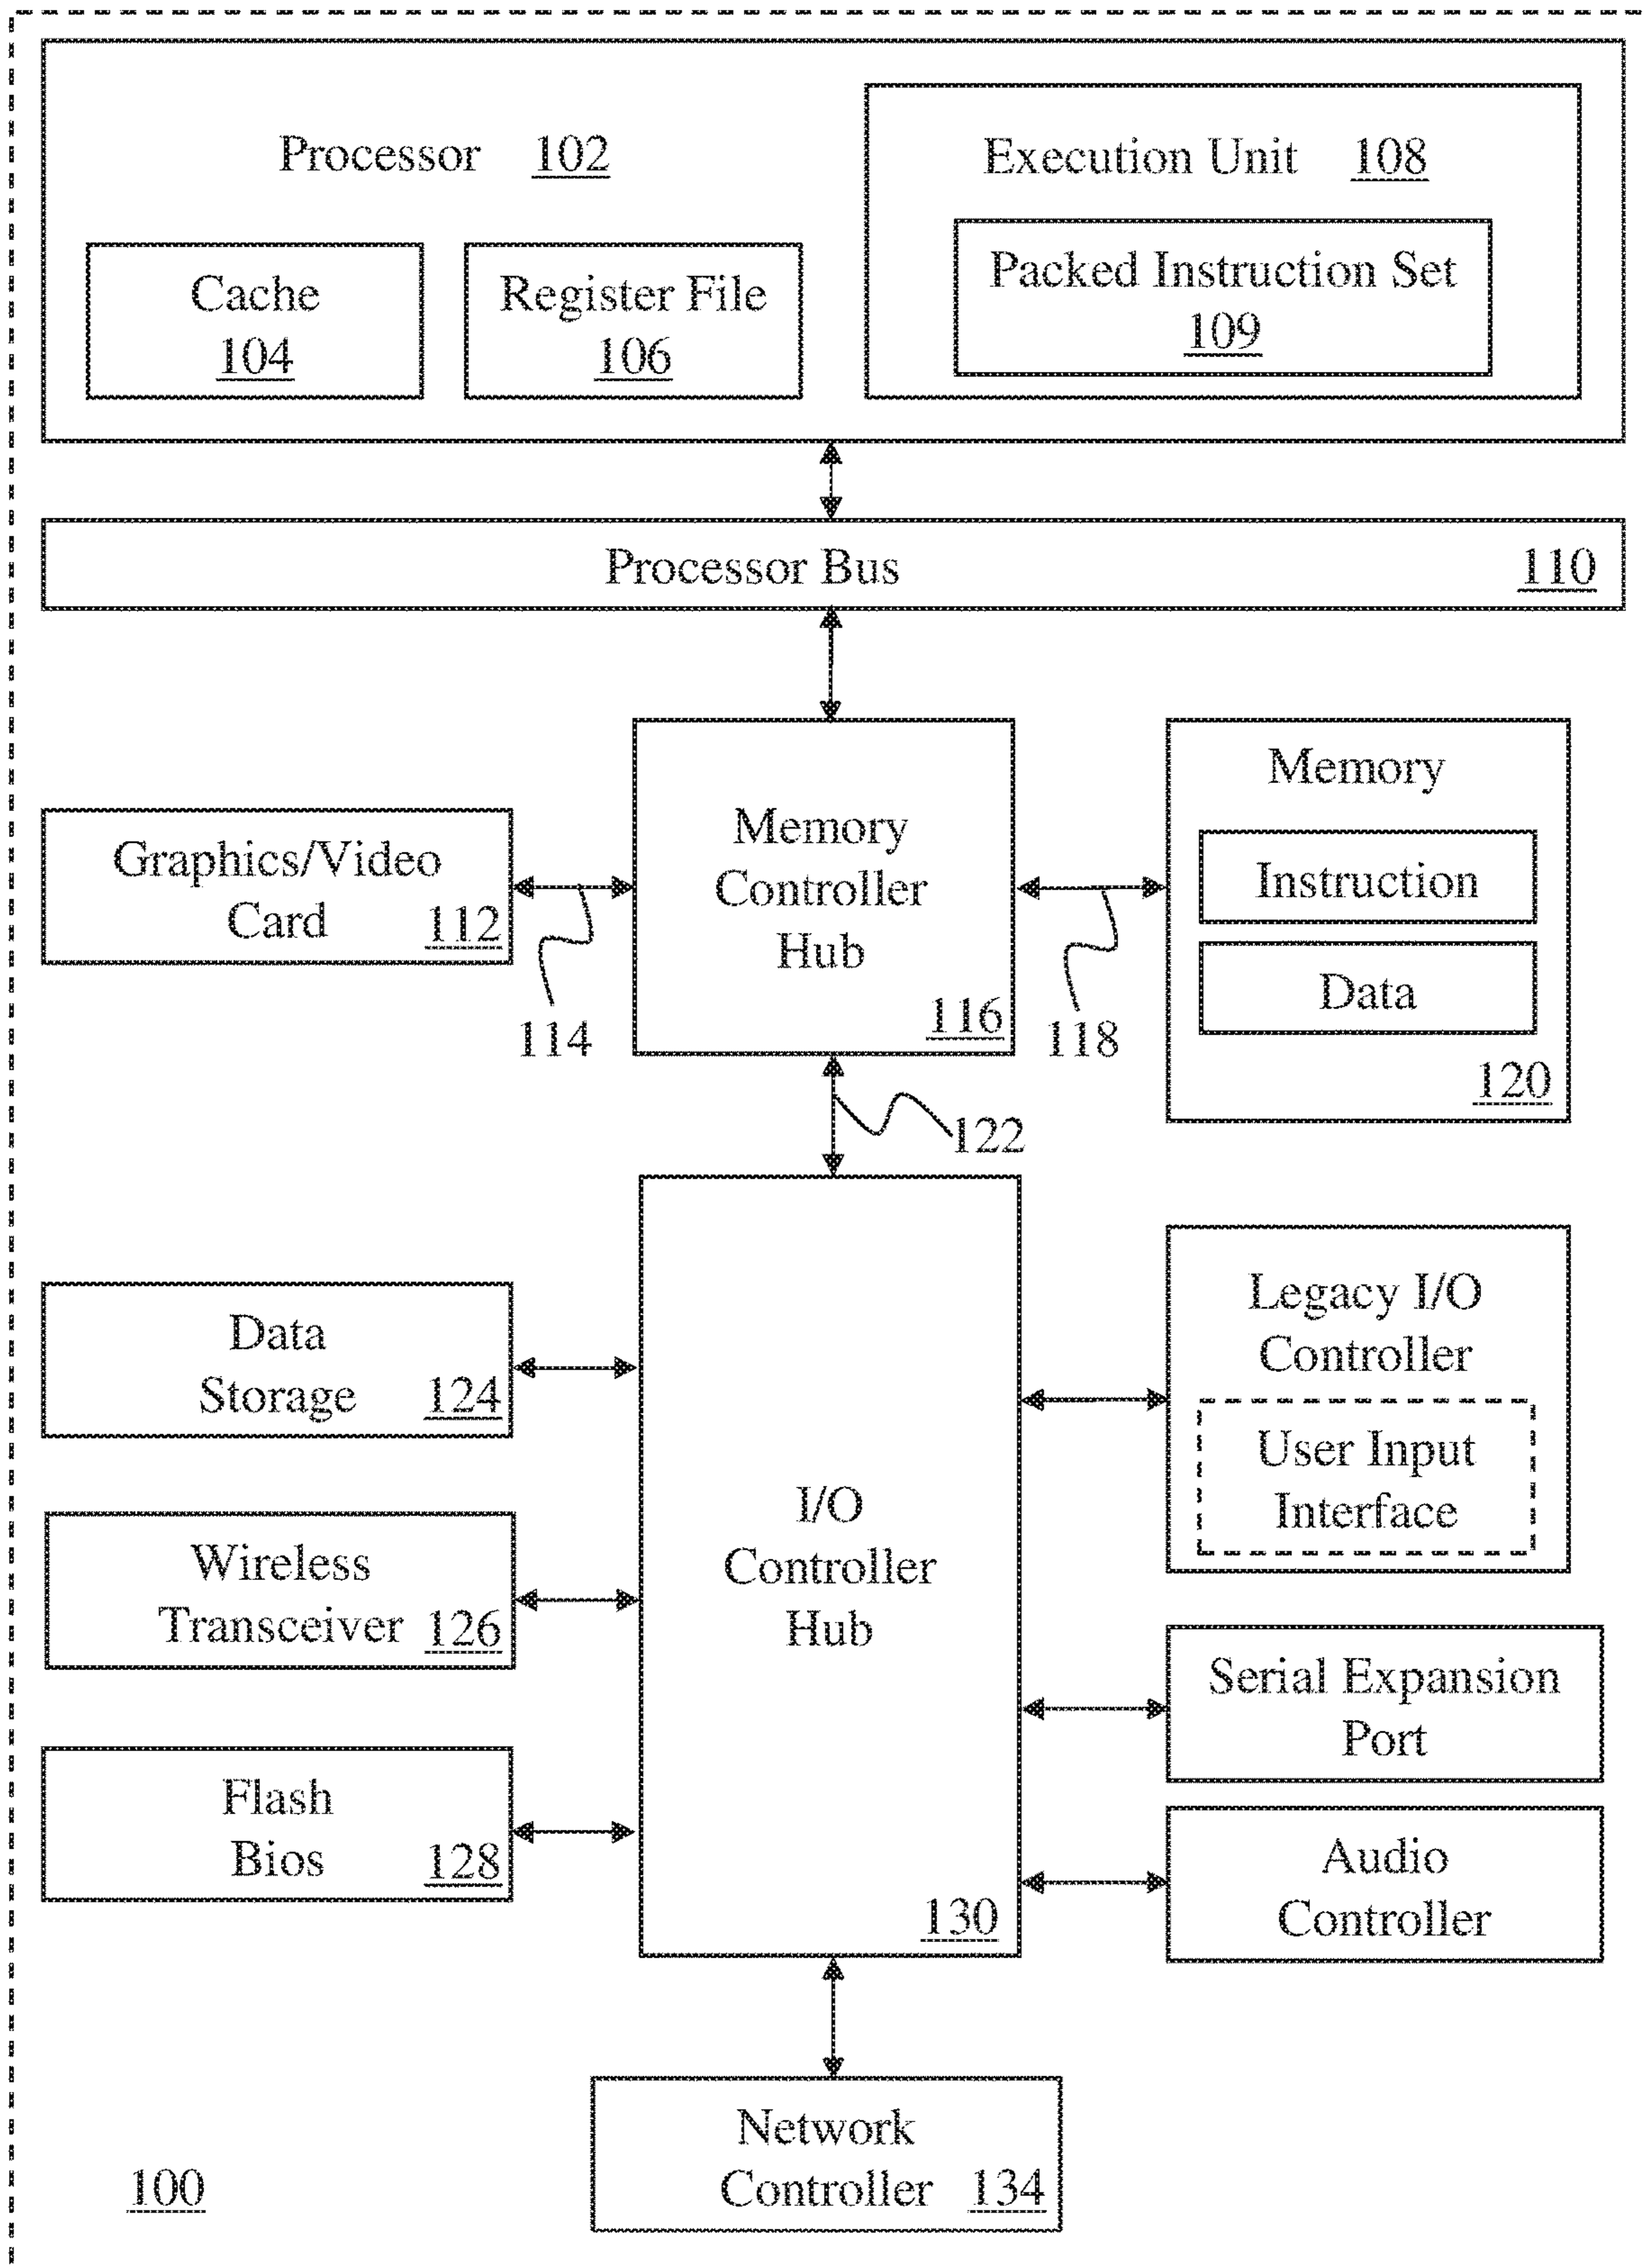 Processor 102
Execution Unit 108
Cache
104
Register File
106
Packed Instruction Set
109
Processor Bus 110
Graphics/Video
Card 112
114
Memory
Controller
Hub
116
118
Memory
Instruction
Data
120
122
Data
Storage 124
Wireless
Transceiver 126
Flash
Bios 128
I/O
Controller
Hub
130
Legacy I/O
Controller
User Input
Interface
Serial Expansion
Port
Audio
Controller
Network
Controller 134
100